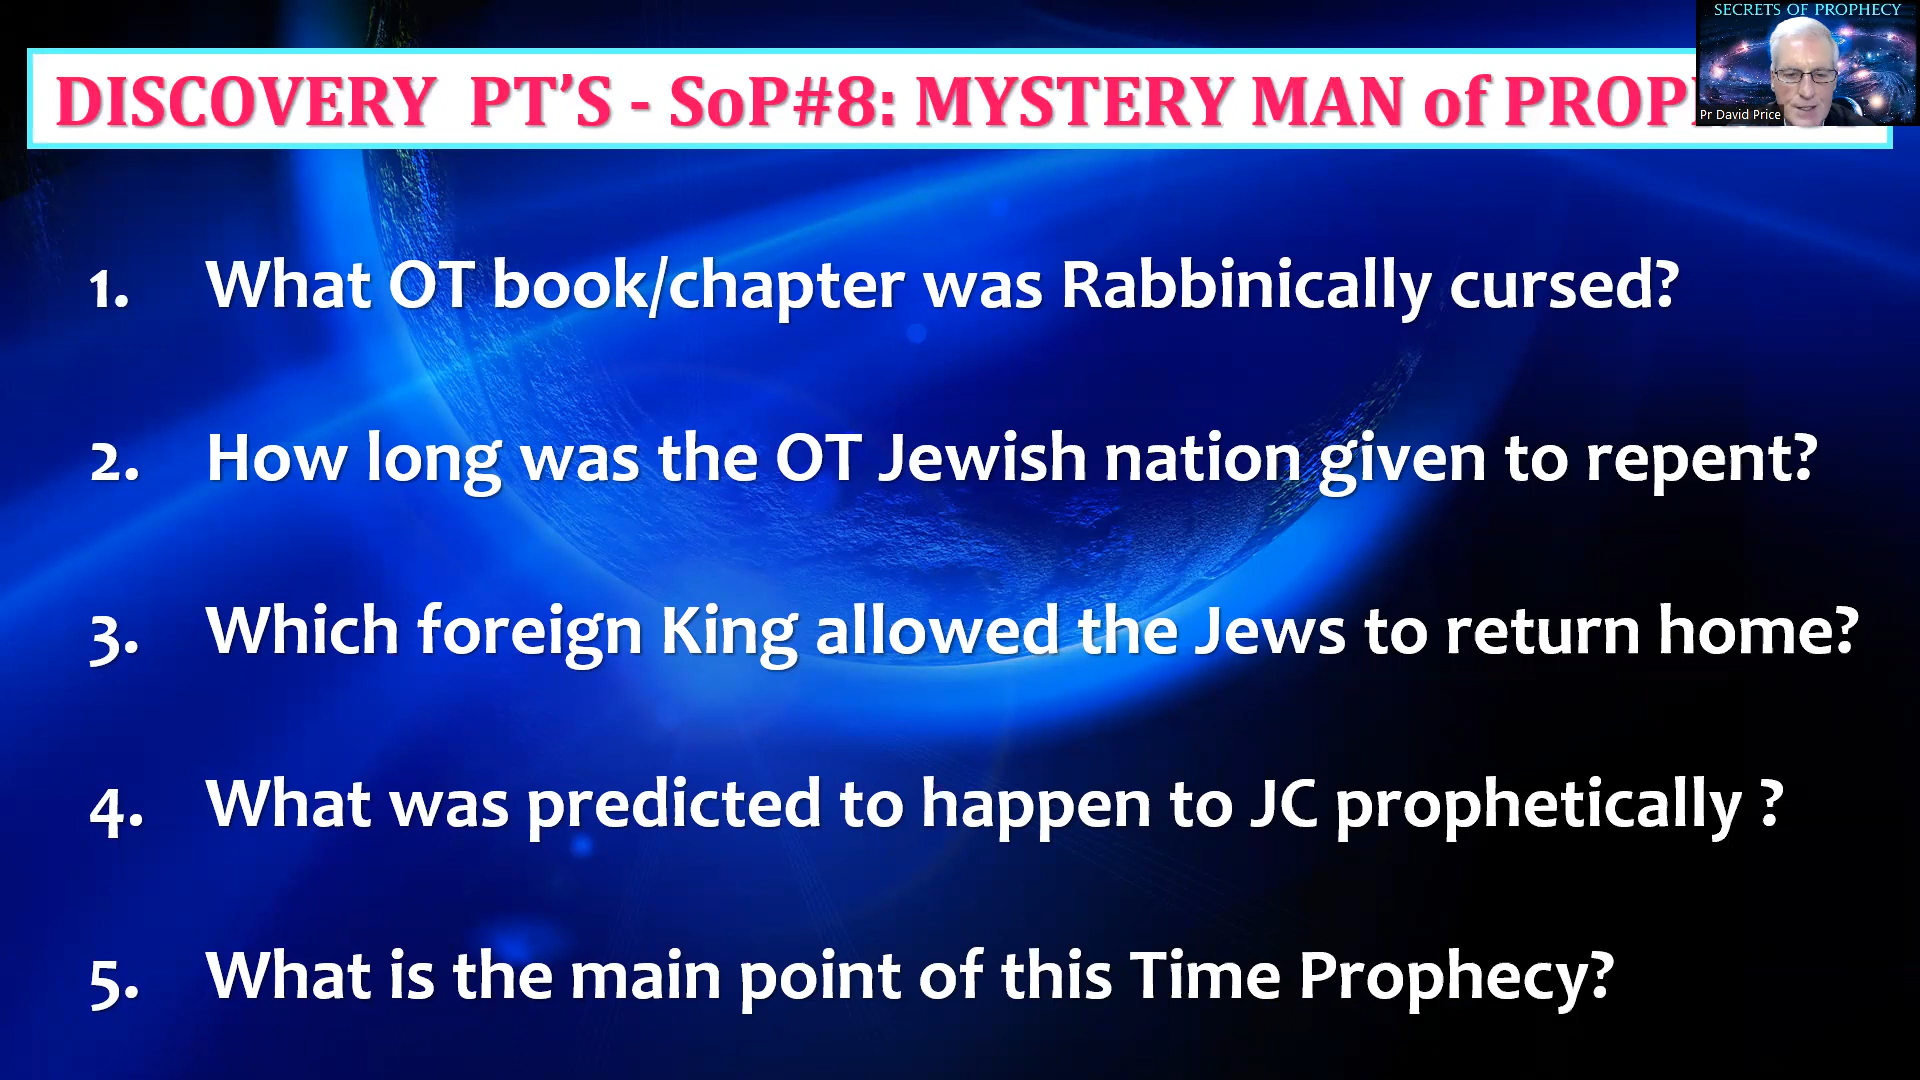 SECRETS OF PROPHECY
DISCOVERY PT’S - SoP#8: MYSTERY MAN of
Pr David Price
1. What OT book/chapter was Rabbinically cursed?
2. How long was the OT Jewish nation given to repent?
3. Which foreign King allowed the Jews to return home?
4. What was predicted to happen to JC prophetically ?
5. What is the main point of this Time Prophecy?